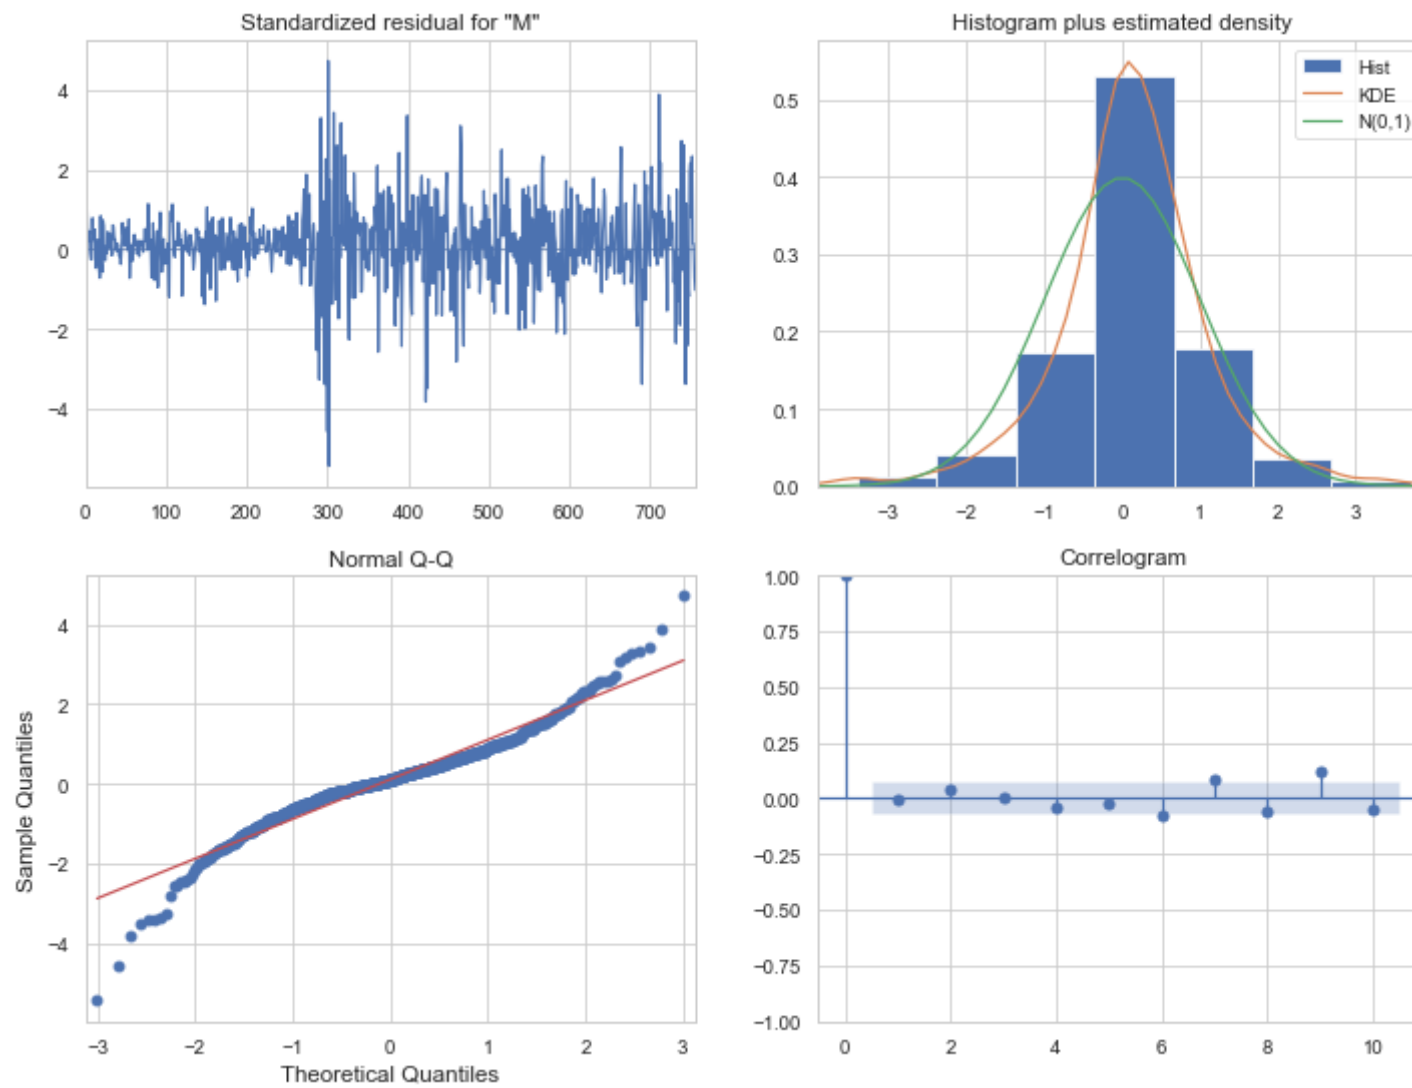 Standardized residual for "M"
4
2
0
−2
−4
0 100 200 300 400 500 600 700
Histogram plus estimated density
Hist
KDE
N(0,1)
0.5
0.4
0.3
0.2
0.1
0.0
−3 −2 −1 0 1 2 3
Normal Q-Q
Sample Quantiles
4
2
0
−2
−4
−3 −2 −1 0 1 2 3
Theoretical Quantiles
Correlogram
1.00
0.75
0.50
0.25
0.00
−0.25
−0.50
−0.75
−1.00
0 2 4 6 8 10